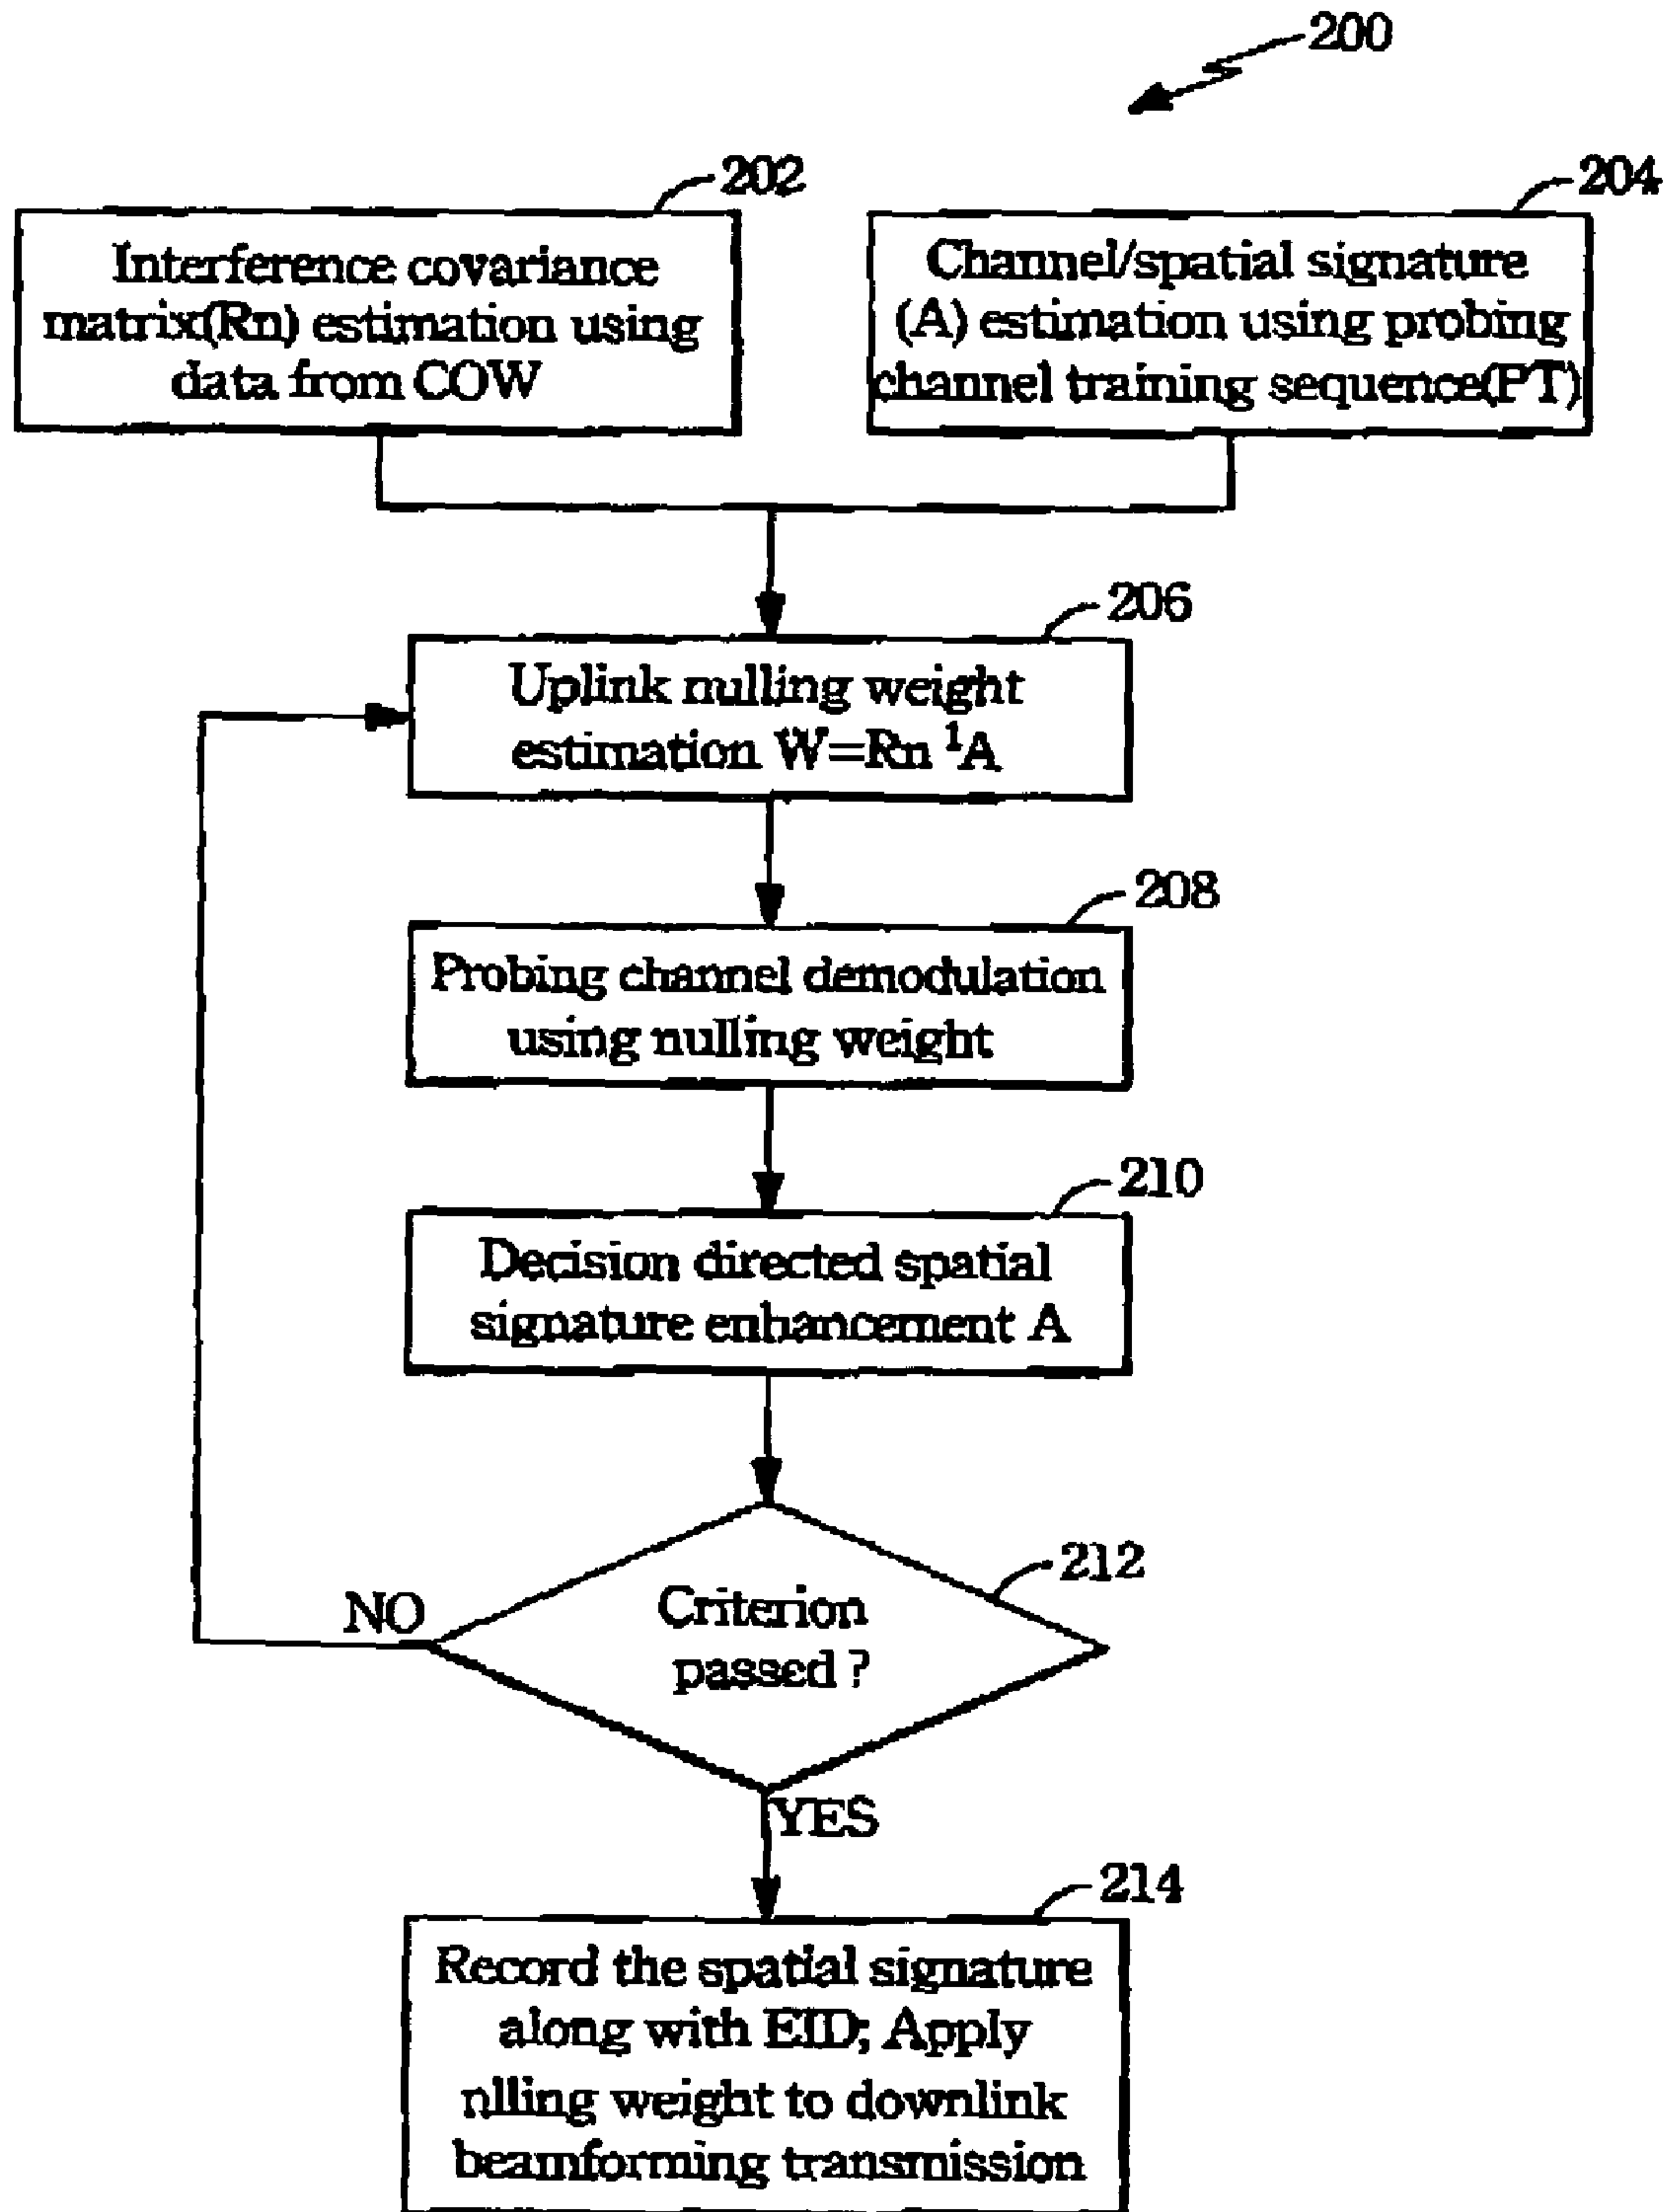 200
202
Interference covariance
matrix(Rn) estimation using
data from COW
204
Channel/spatial signature
(A) estimation using probing
channel training sequence(PT)
206
Uplink nulling weight
estimation W=Rn ¹A
208
Probing channel demodulation
using nulling weight
210
Decision directed spatial
signature enhancement A
212
Criterion
passed ?
NO
YES
214
Record the spatial signature
along with EID; Apply
nlling weight to downlink
beamforming transmission